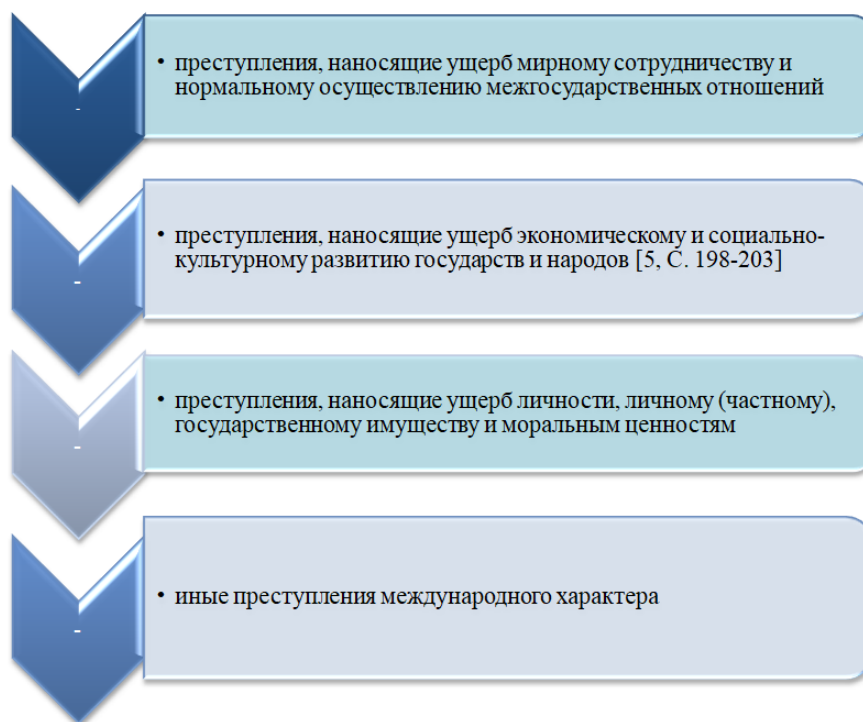 • преступления, наносящие ущерб мирному сотрудничеству и
нормальному осуществлению межгосударственных отношений
-
• преступления, наносящие ущерб экономическому и социально-
культурному развитию государств и народов [5, С. 198-203]
-
• преступления, наносящие ущерб личности, личному (частному),
государственному имуществу и моральным ценностям
-
• иные преступления международного характера
-